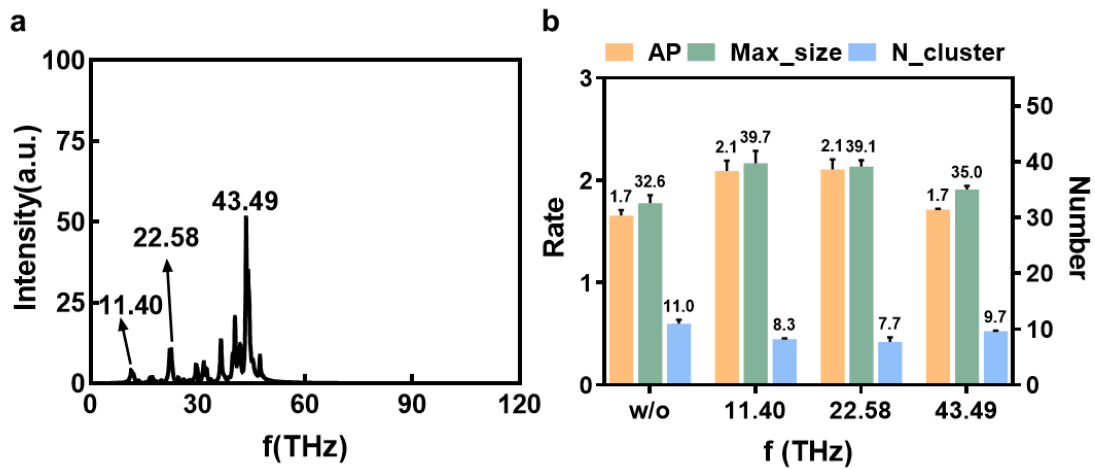 a
100
75
50
25
0
Intensity(a.u.)
11.40
22.58
43.49
0 30 60 90 120
f(THz)
b
AP Max_size N_cluster
3
2
1
0
Rate
50
40
30
20
10
0
Number
1.7 32.6 11.0
2.1 39.7 8.3
2.1 39.1 7.7
1.7 35.0 9.7
w/o 11.40 22.58 43.49
f (THz)